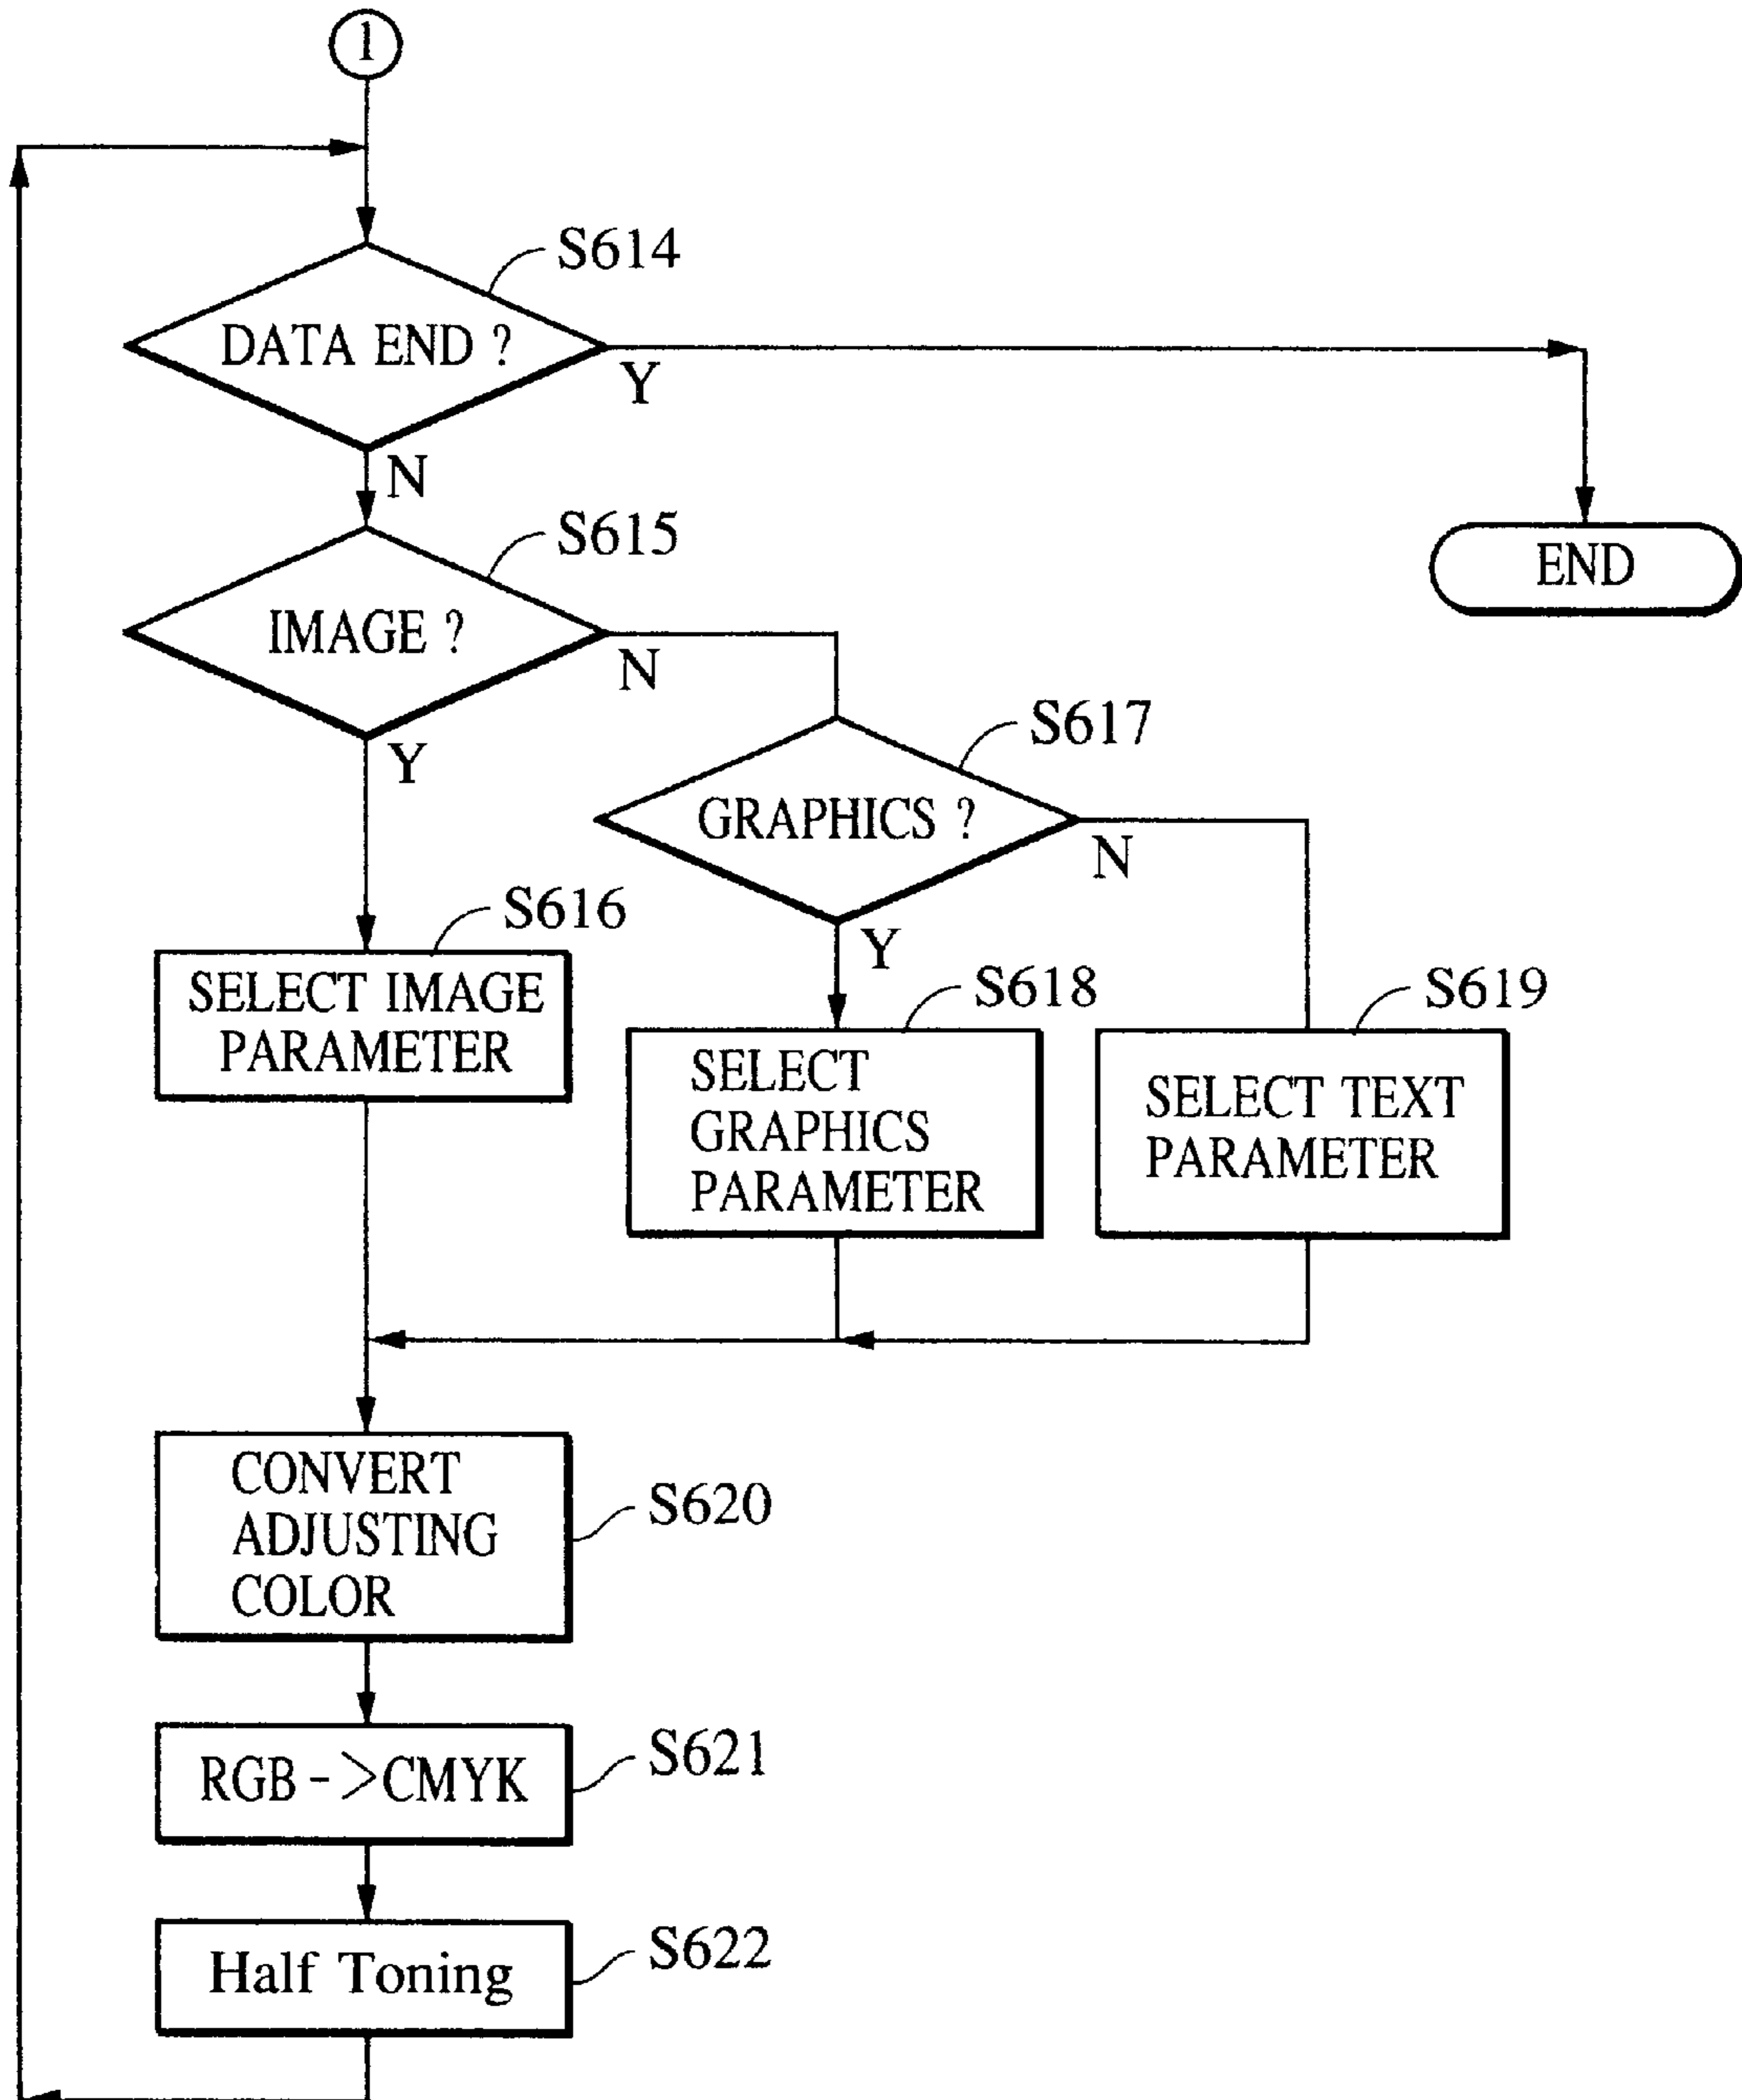 1
S614
DATA END ?
Y
N
S615
END
IMAGE ?
N
S617
Y
GRAPHICS ?
N
S616
Y
SELECT IMAGE
PARAMETER
S618
S619
SELECT
GRAPHICS
PARAMETER
SELECT TEXT
PARAMETER
CONVERT
ADJUSTING
COLOR
S620
RGB - >CMYK
S621
Half Toning
S622